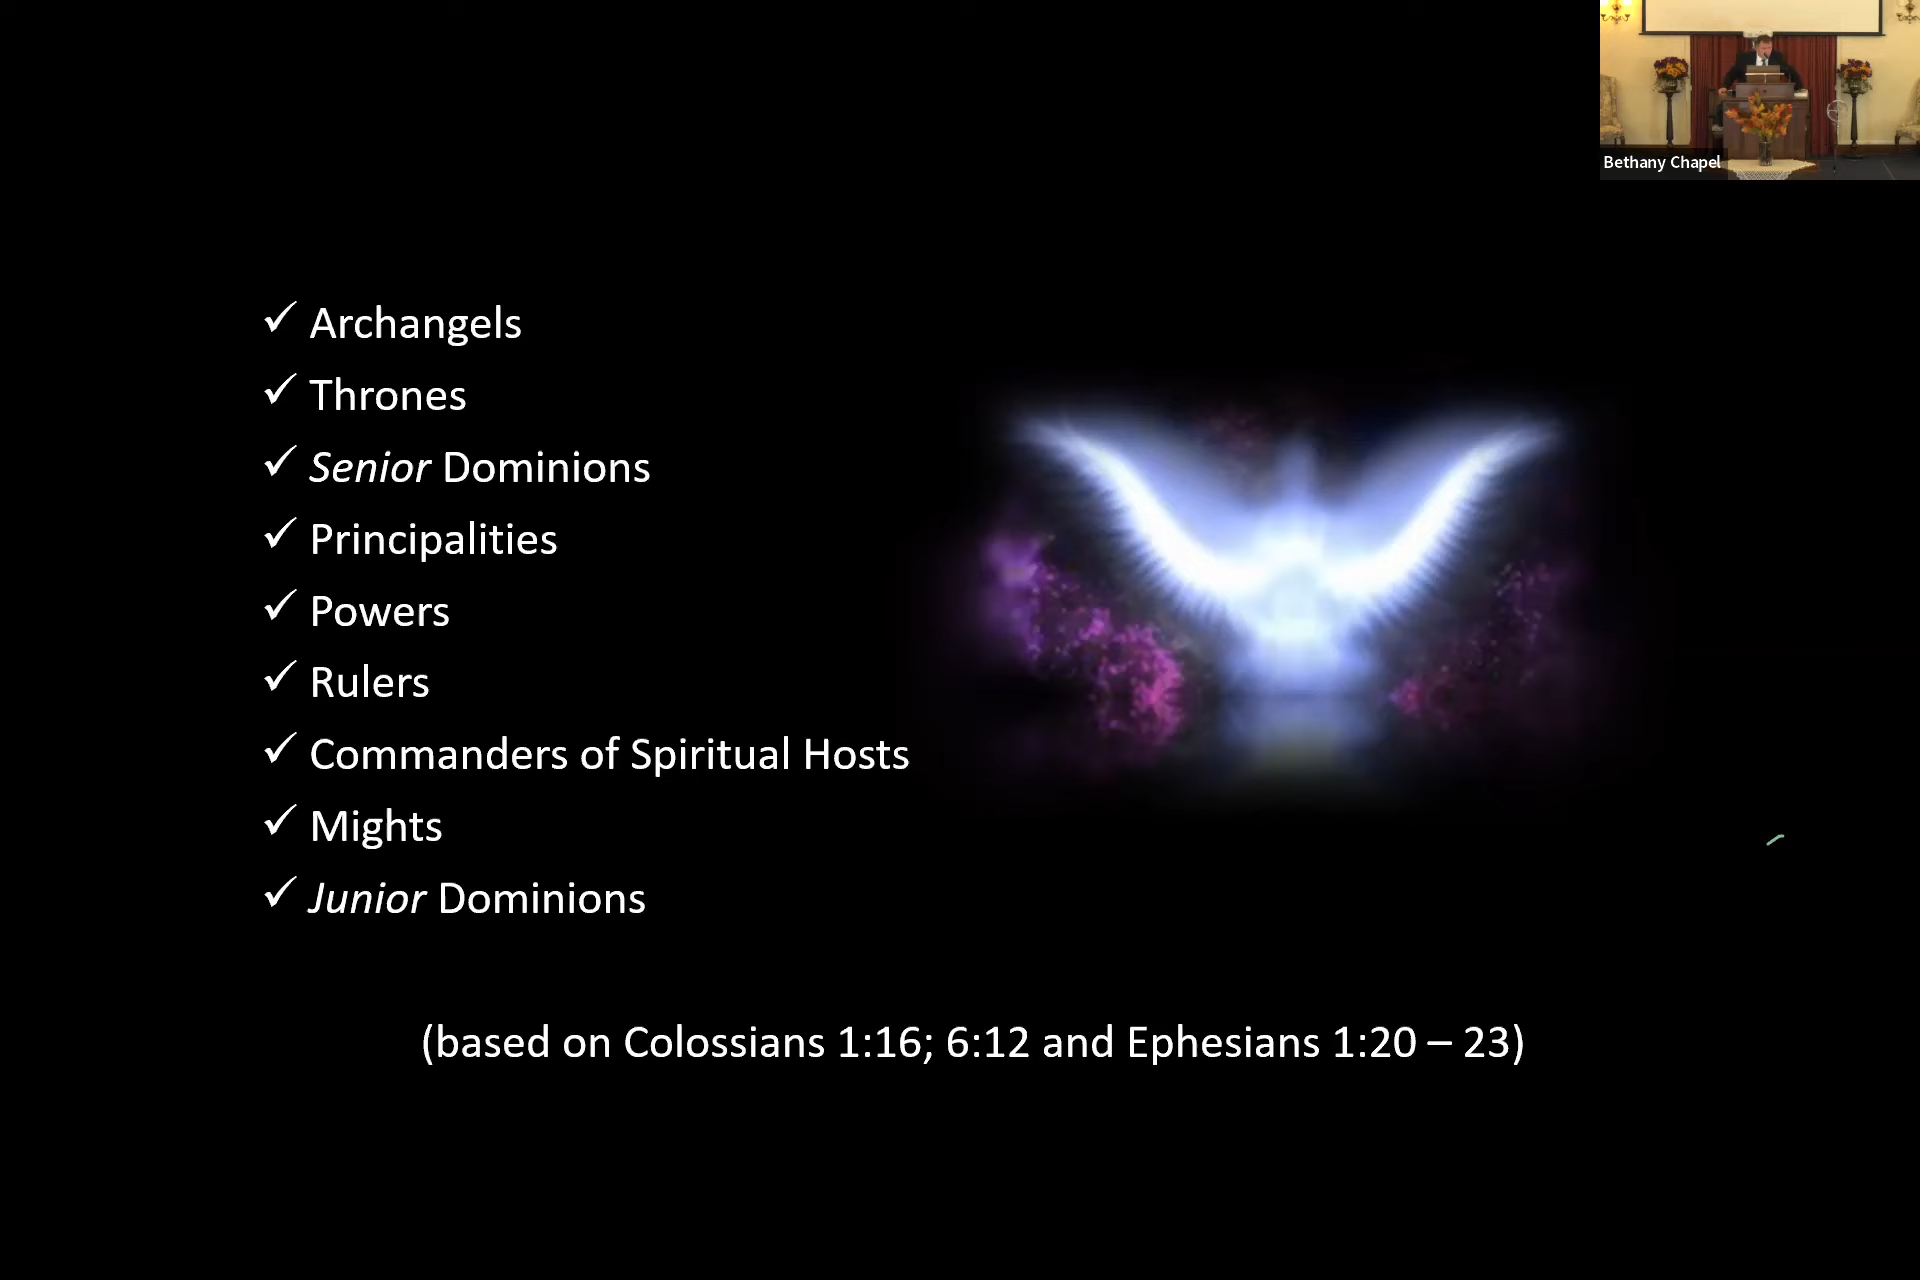 Bethany Chapel
✓ Archangels
✓ Thrones
✓ Senior Dominions
✓ Principalities
✓ Powers
✓ Rulers
✓ Commanders of Spiritual Hosts
✓ Mights
✓ Junior Dominions
(based on Colossians 1:16; 6:12 and Ephesians 1:20 – 23)